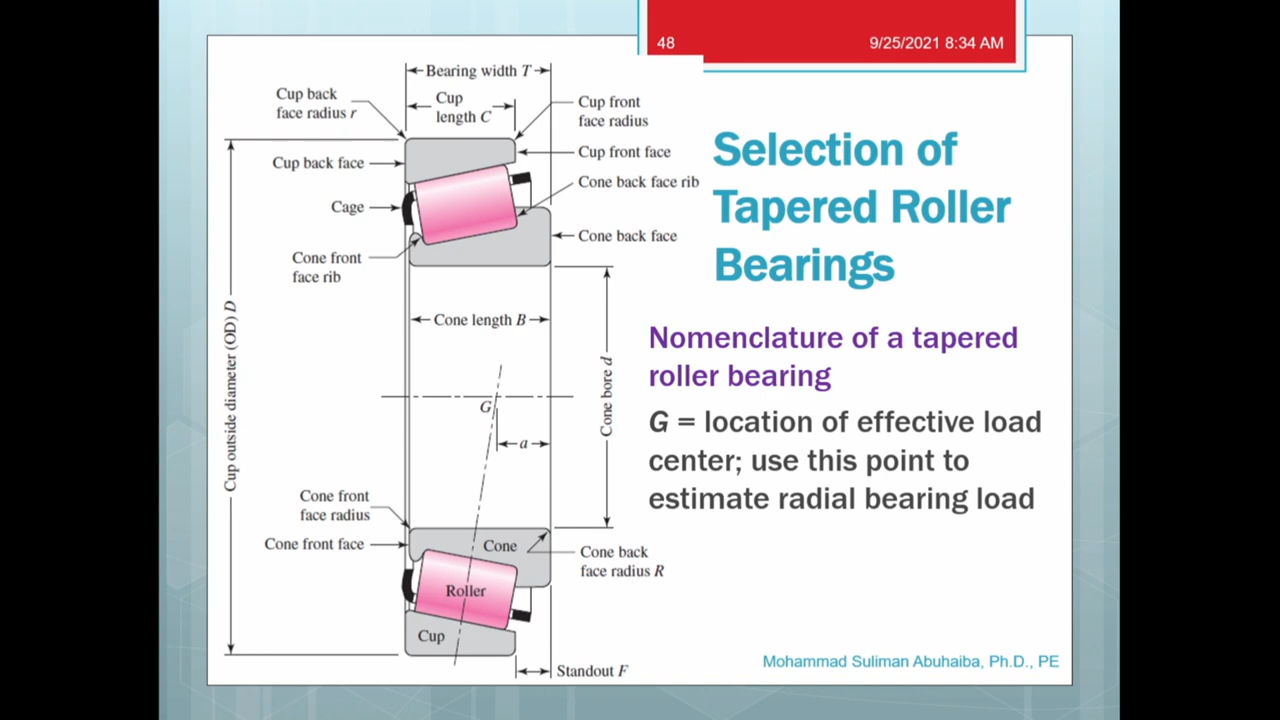 48
9/25/2021 8:34 AM
Bearing width T
Cup
length C
Cup back
face radius r
Cup front
face radius
Cup back face
Cup front face
Cone back face rib
Cage
Cone back face
Cone front
face rib
Cone length B
Cup outside diameter (OD) D
Cone bore d
G
a
Cone front
face radius
Cone front face
Cone
Cone back
face radius R
Roller
Cup
Standout F
Selection of
Tapered Roller
Bearings
Nomenclature of a tapered
roller bearing
G = location of effective load
center; use this point to
estimate radial bearing load
Mohammad Suliman Abuhaiba, Ph.D., PE